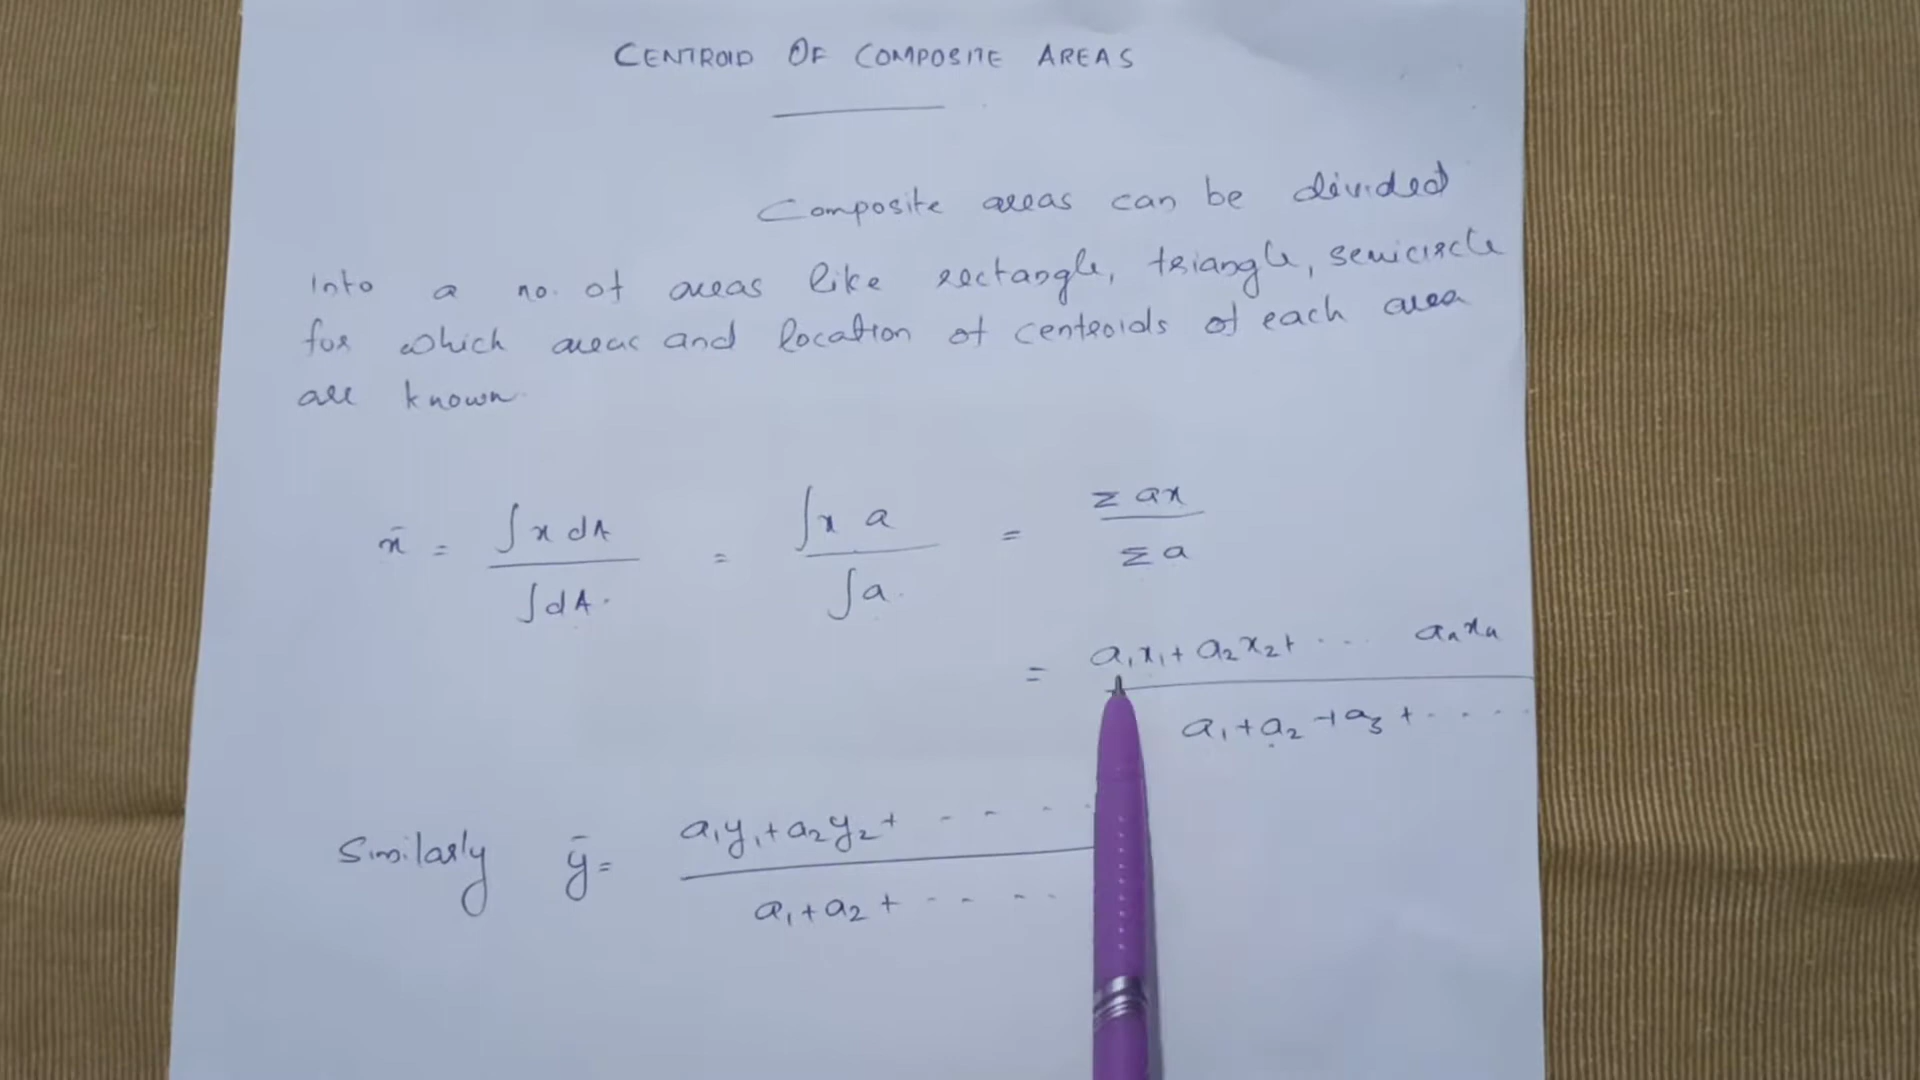 CENTROID OF COMPOSITE AREAS
Composite areas can be divided
into a no. of areas like rectangle, triangle, semicircle
for which areas and location of centroids of each area
are known.
x̄ = ∫x dA / ∫dA. = ∫x a / ∫a. = Σ ax / Σ a
= a₁x₁ + a₂x₂ + ... aₙxₙ / a₁ + a₂ + a₃ + ....
Similarly ȳ = a₁y₁ + a₂y₂ + - - - / a₁ + a₂ + - - - -